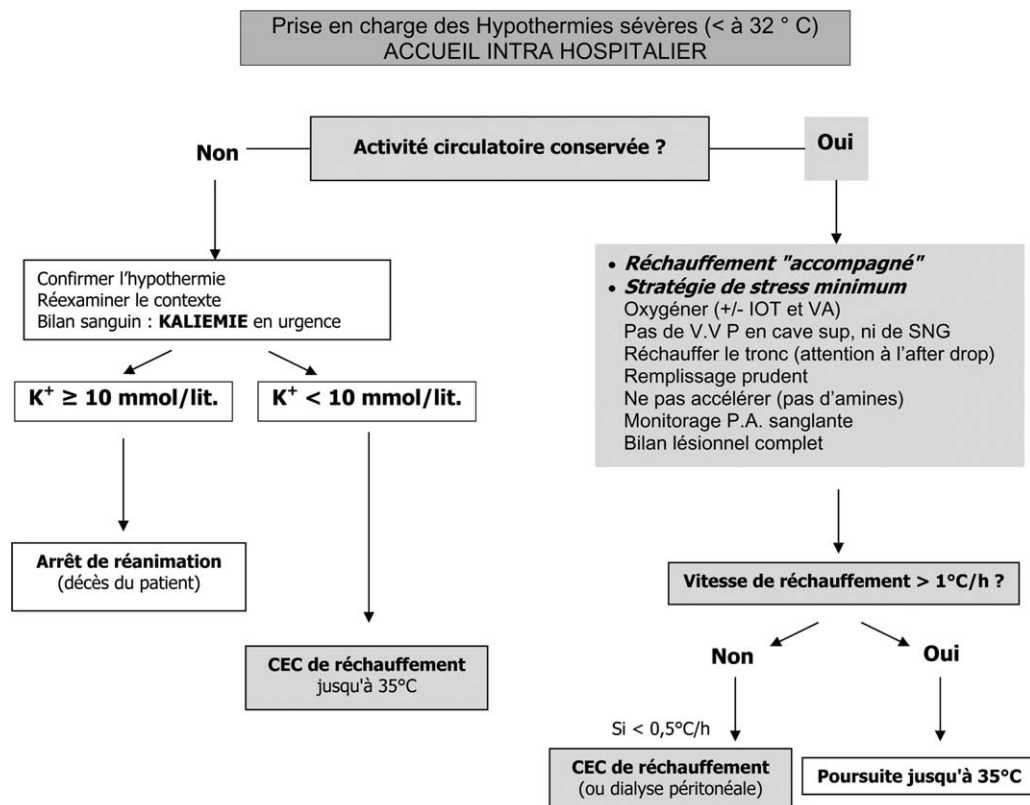 Prise en charge des Hypothermies sévères (< à 32 ° C)
ACCUEIL INTRA HOSPITALIER
Activité circulatoire conservée ?
Non
Oui
Confirmer l'hypothermie
Réexaminer le contexte
Bilan sanguin : KALIEMIE en urgence
K⁺ ≥ 10 mmol/lit.
K⁺ < 10 mmol/lit.
Arrêt de réanimation
(décès du patient)
CEC de réchauffement
jusqu'à 35°C
• Réchauffement "accompagné"
• Stratégie de stress minimum
Oxygéner (+/- IOT et VA)
Pas de V.V P en cave sup, ni de SNG
Réchauffer le tronc (attention à l'after drop)
Remplissage prudent
Ne pas accélérer (pas d'amines)
Monitorage P.A. sanglante
Bilan lésionnel complet
Vitesse de réchauffement > 1°C/h ?
Non
Oui
Si < 0,5°C/h
CEC de réchauffement
(ou dialyse péritonéale)
Poursuite jusqu'à 35°C